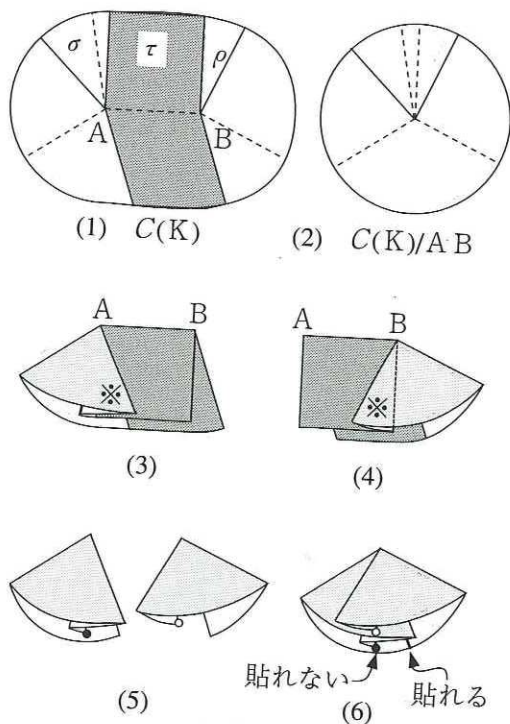 σ τ ρ
A B
(1) C(K) (2) C(K)/A B
A B A B
※ ※
(3) (4)
貼れない 貼れる
(5) (6)